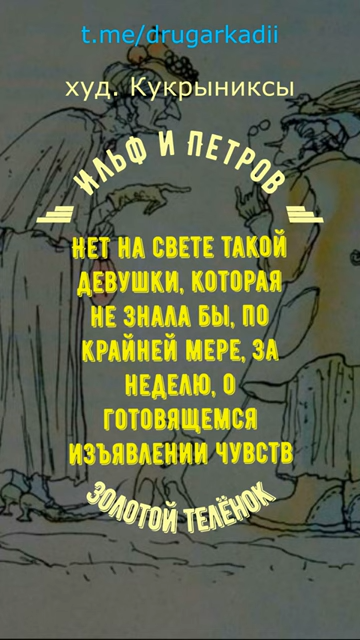 t.me/drugarkadii
худ. Кукрыниксы
ИЛЬФ И ПЕТРОВ
НЕТ НА СВЕТЕ ТАКОЙ
ДЕВУШКИ, КОТОРАЯ
НЕ ЗНАЛА БЫ, ПО
КРАЙНЕЙ МЕРЕ, ЗА
НЕДЕЛЮ, О
ГОТОВЯЩЕМСЯ
ИЗЪЯВЛЕНИИ ЧУВСТВ
ЗОЛОТОЙ ТЕЛЁНОК